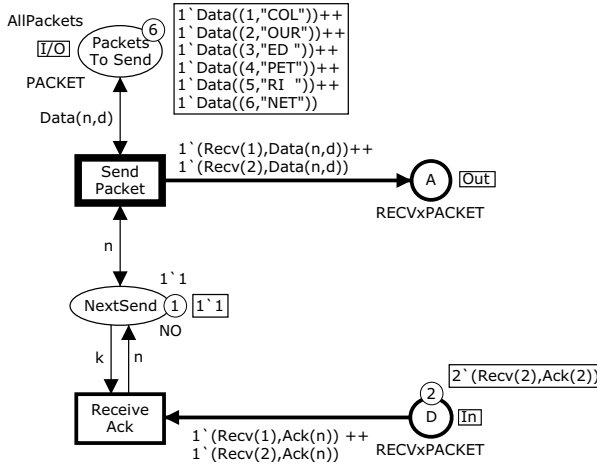 AllPackets
6
I/O
Packets
To Send
PACKET
1`Data((1,"COL"))++
1`Data((2,"OUR"))++
1`Data((3,"ED "))++
1`Data((4,"PET"))++
1`Data((5,"RI  "))++
1`Data((6,"NET"))
Data(n,d)
Send
Packet
1`(Recv(1),Data(n,d))++
1`(Recv(2),Data(n,d))
A
Out
RECVxPACKET
n
1`1
NextSend
1
1`1
NO
k
n
2`(Recv(2),Ack(2))
2
D
In
RECVxPACKET
Receive
Ack
1`(Recv(1),Ack(n)) ++
1`(Recv(2),Ack(n))